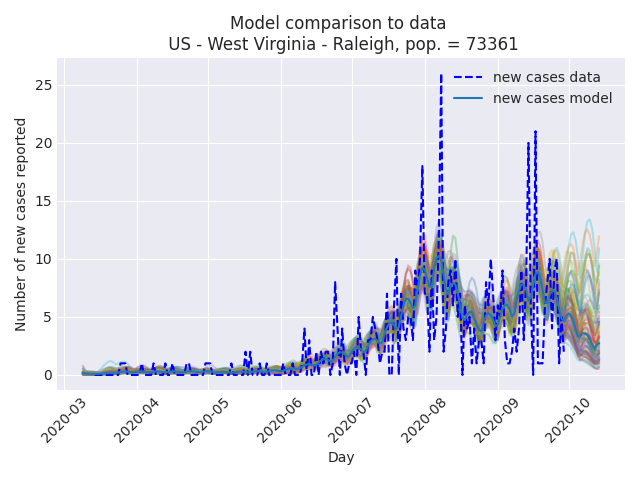 Model comparison to data
US - West Virginia - Raleigh, pop. = 73361
new cases data
new cases model
Number of new cases reported
25
20
15
10
5
0
2020-03
2020-04
2020-05
2020-06
2020-07
2020-08
2020-09
2020-10
Day